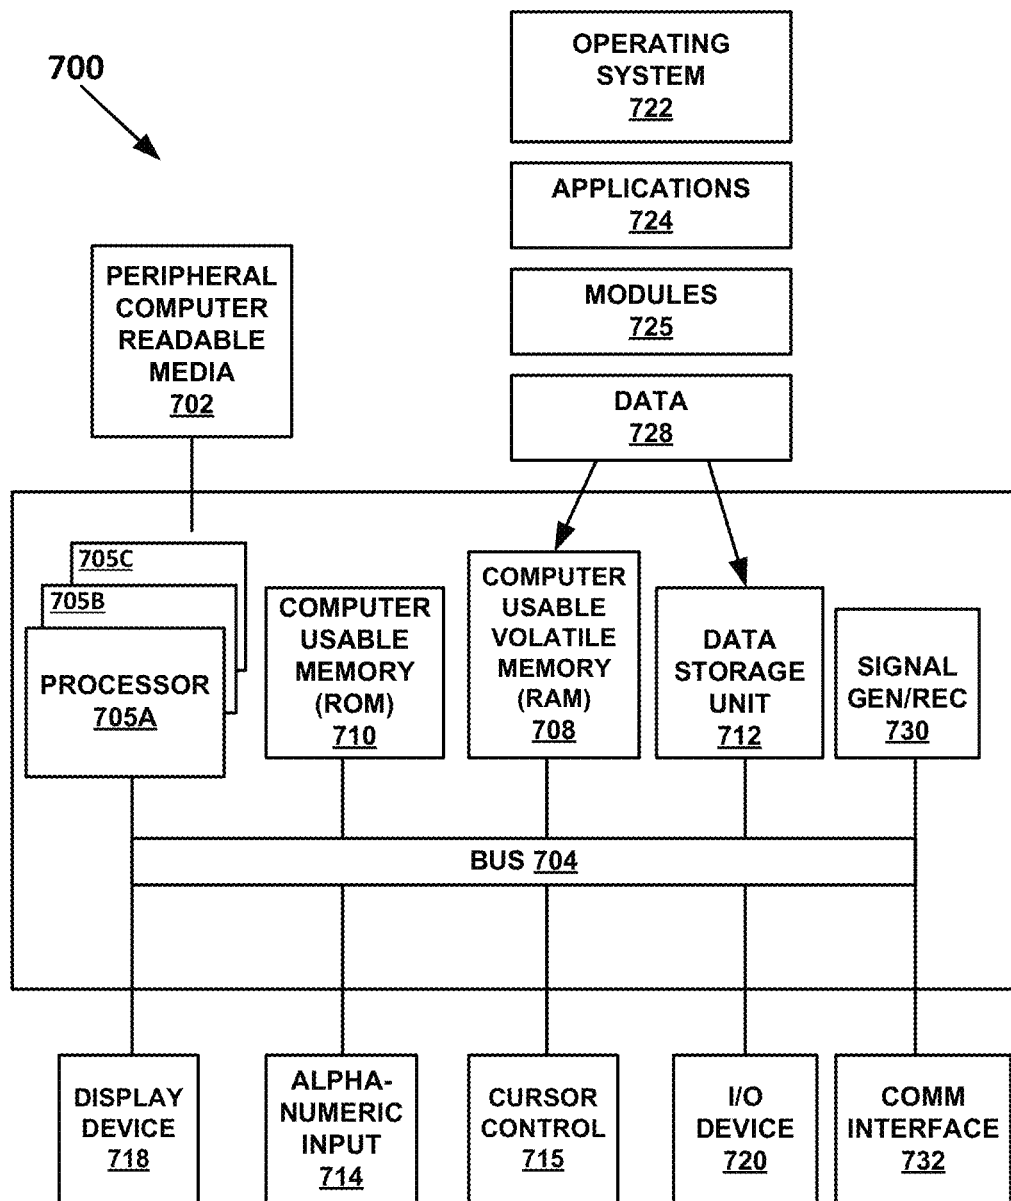 700
OPERATING
SYSTEM
722
APPLICATIONS
724
MODULES
725
DATA
728
PERIPHERAL
COMPUTER
READABLE
MEDIA
702
705C
705B
PROCESSOR
705A
COMPUTER
USABLE
MEMORY
(ROM)
710
COMPUTER
USABLE
VOLATILE
MEMORY
(RAM)
708
DATA
STORAGE
UNIT
712
SIGNAL
GEN/REC
730
BUS 704
DISPLAY
DEVICE
718
ALPHA-
NUMERIC
INPUT
714
CURSOR
CONTROL
715
I/O
DEVICE
720
COMM
INTERFACE
732